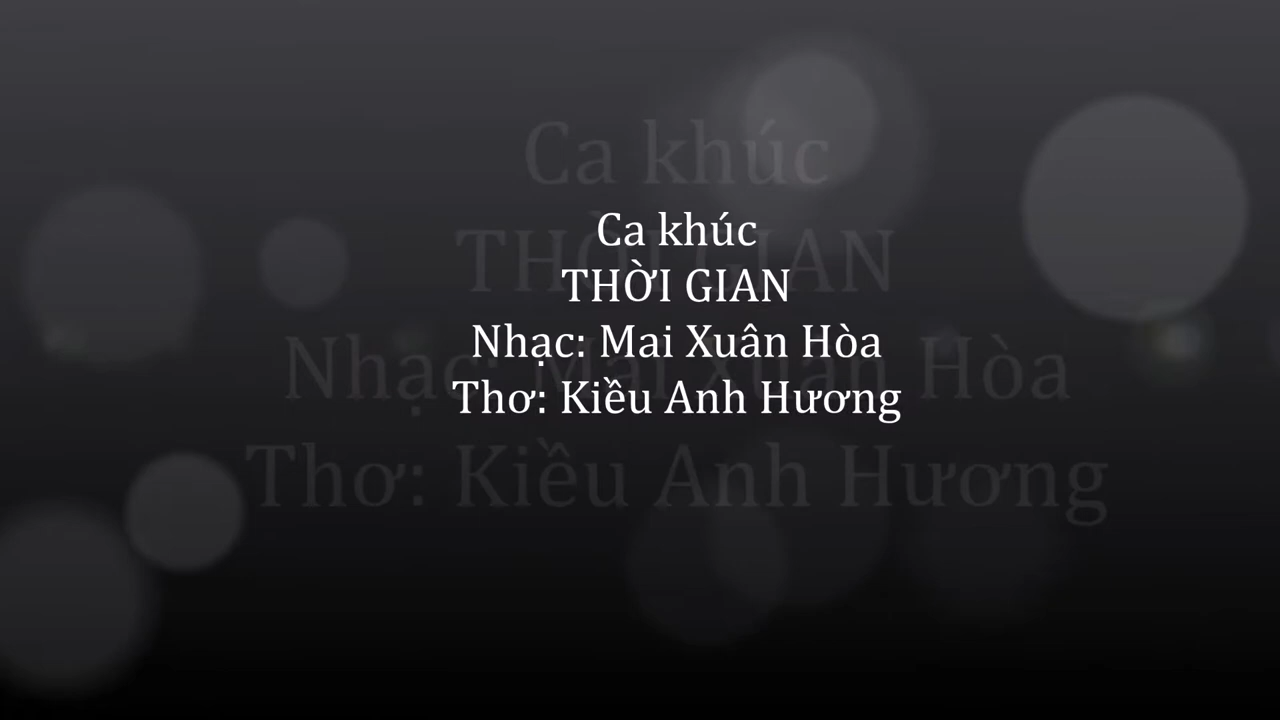 Ca khúc
THỜI GIAN
Nhạc: Mai Xuân Hòa
Thơ: Kiều Anh Hương